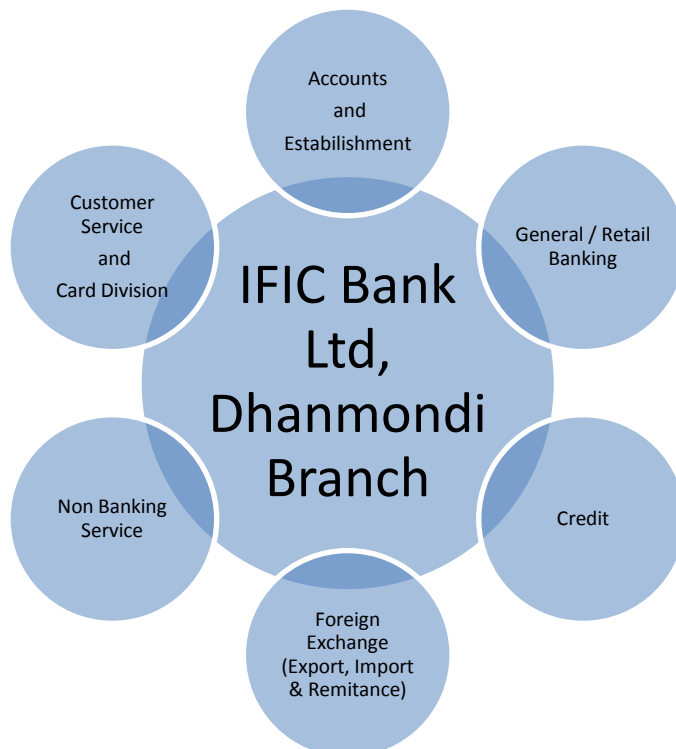 Accounts
and
Estabilishment
Customer
Service
and
Card Division
General / Retail
Banking
IFIC Bank
Ltd,
Dhanmondi
Branch
Non Banking
Service
Credit
Foreign
Exchange
(Export, Import
& Remitance)